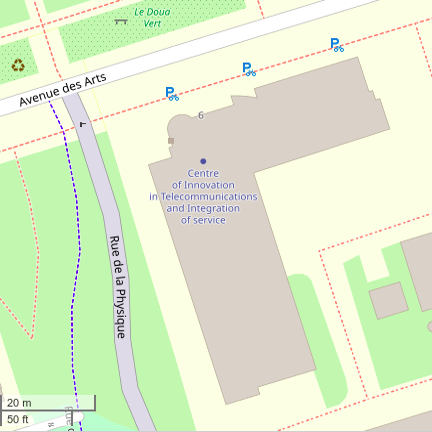 Le Doua
Vert
P
P
P
Avenue des Arts
6
Centre
of Innovation
in Telecommunications
and Integration
of service
Rue de la Physique
20 m
50 ft